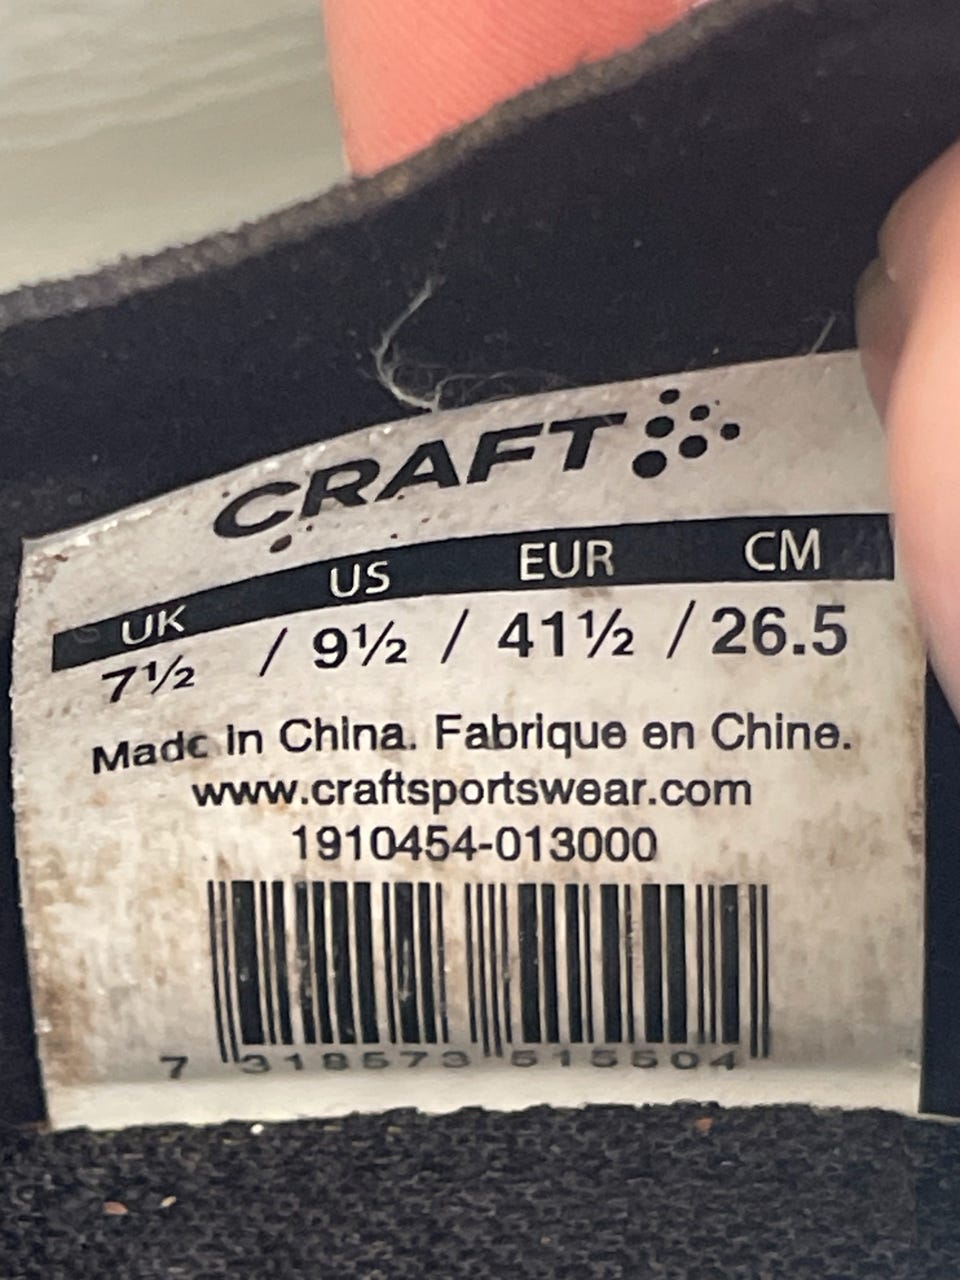 CRAFT
UK US EUR CM
7½ / 9½ / 41½ / 26.5
Made in China. Fabrique en Chine.
www.craftsportswear.com
1910454-013000
7 318573 515504